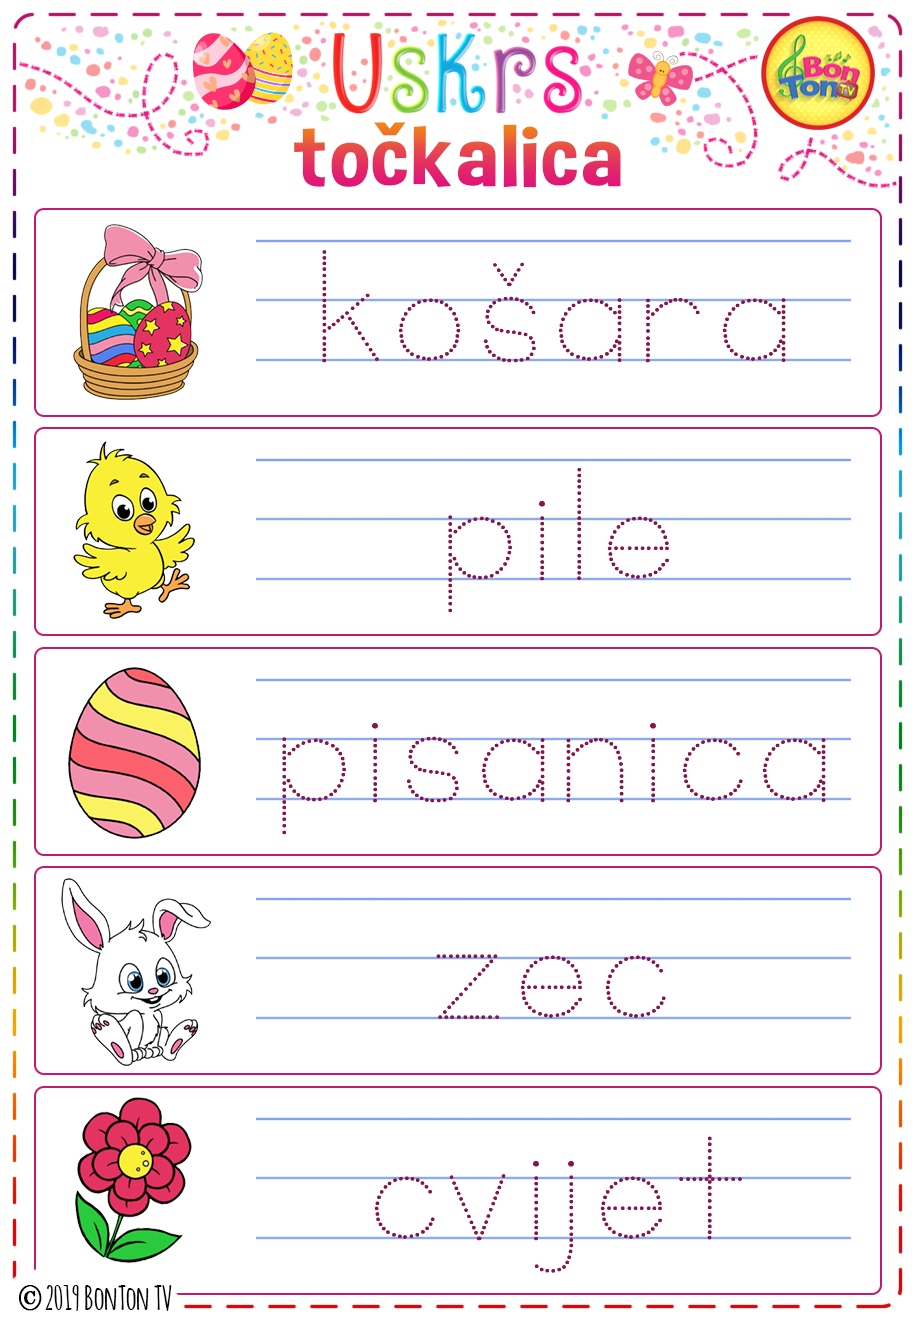 Uskrs
Bon
Ton TV
točkalica
košara
pile
pisanica
zec
cvijet
© 2019 BONTON TV